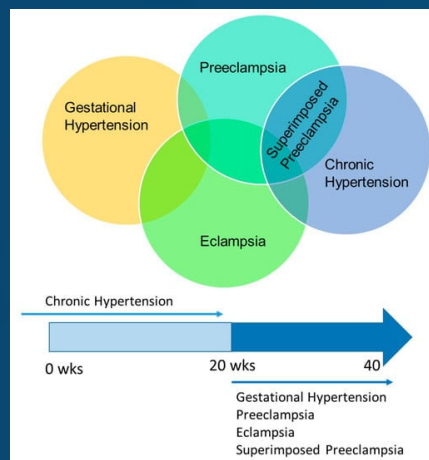 Preeclampsia
Gestational
Hypertension
Superimposed
Preeclampsia
Chronic
Hypertension
Eclampsia
Chronic Hypertension
0 wks
20 wks
40
Gestational Hypertension
Preeclampsia
Eclampsia
Superimposed Preeclampsia